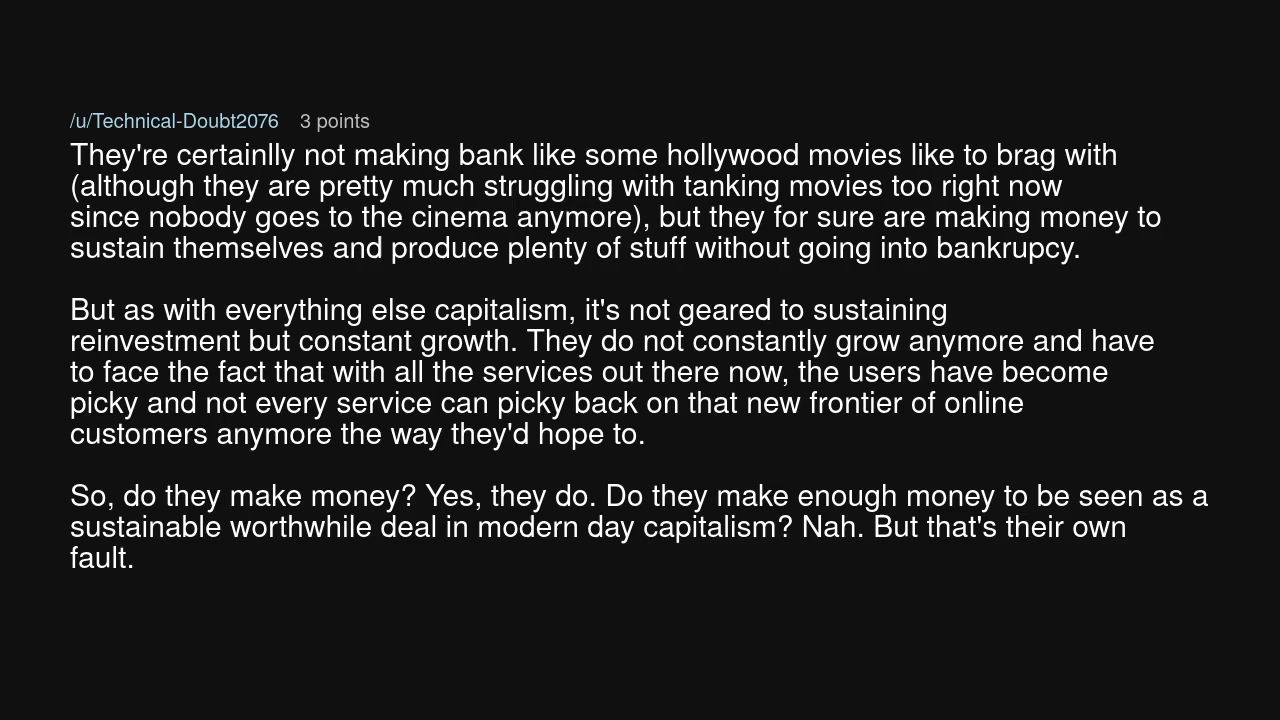 /u/Technical-Doubt2076 3 points
They're certainlly not making bank like some hollywood movies like to brag with
(although they are pretty much struggling with tanking movies too right now
since nobody goes to the cinema anymore), but they for sure are making money to
sustain themselves and produce plenty of stuff without going into bankrupcy.
But as with everything else capitalism, it's not geared to sustaining
reinvestment but constant growth. They do not constantly grow anymore and have
to face the fact that with all the services out there now, the users have become
picky and not every service can picky back on that new frontier of online
customers anymore the way they'd hope to.
So, do they make money? Yes, they do. Do they make enough money to be seen as a
sustainable worthwhile deal in modern day capitalism? Nah. But that's their own
fault.